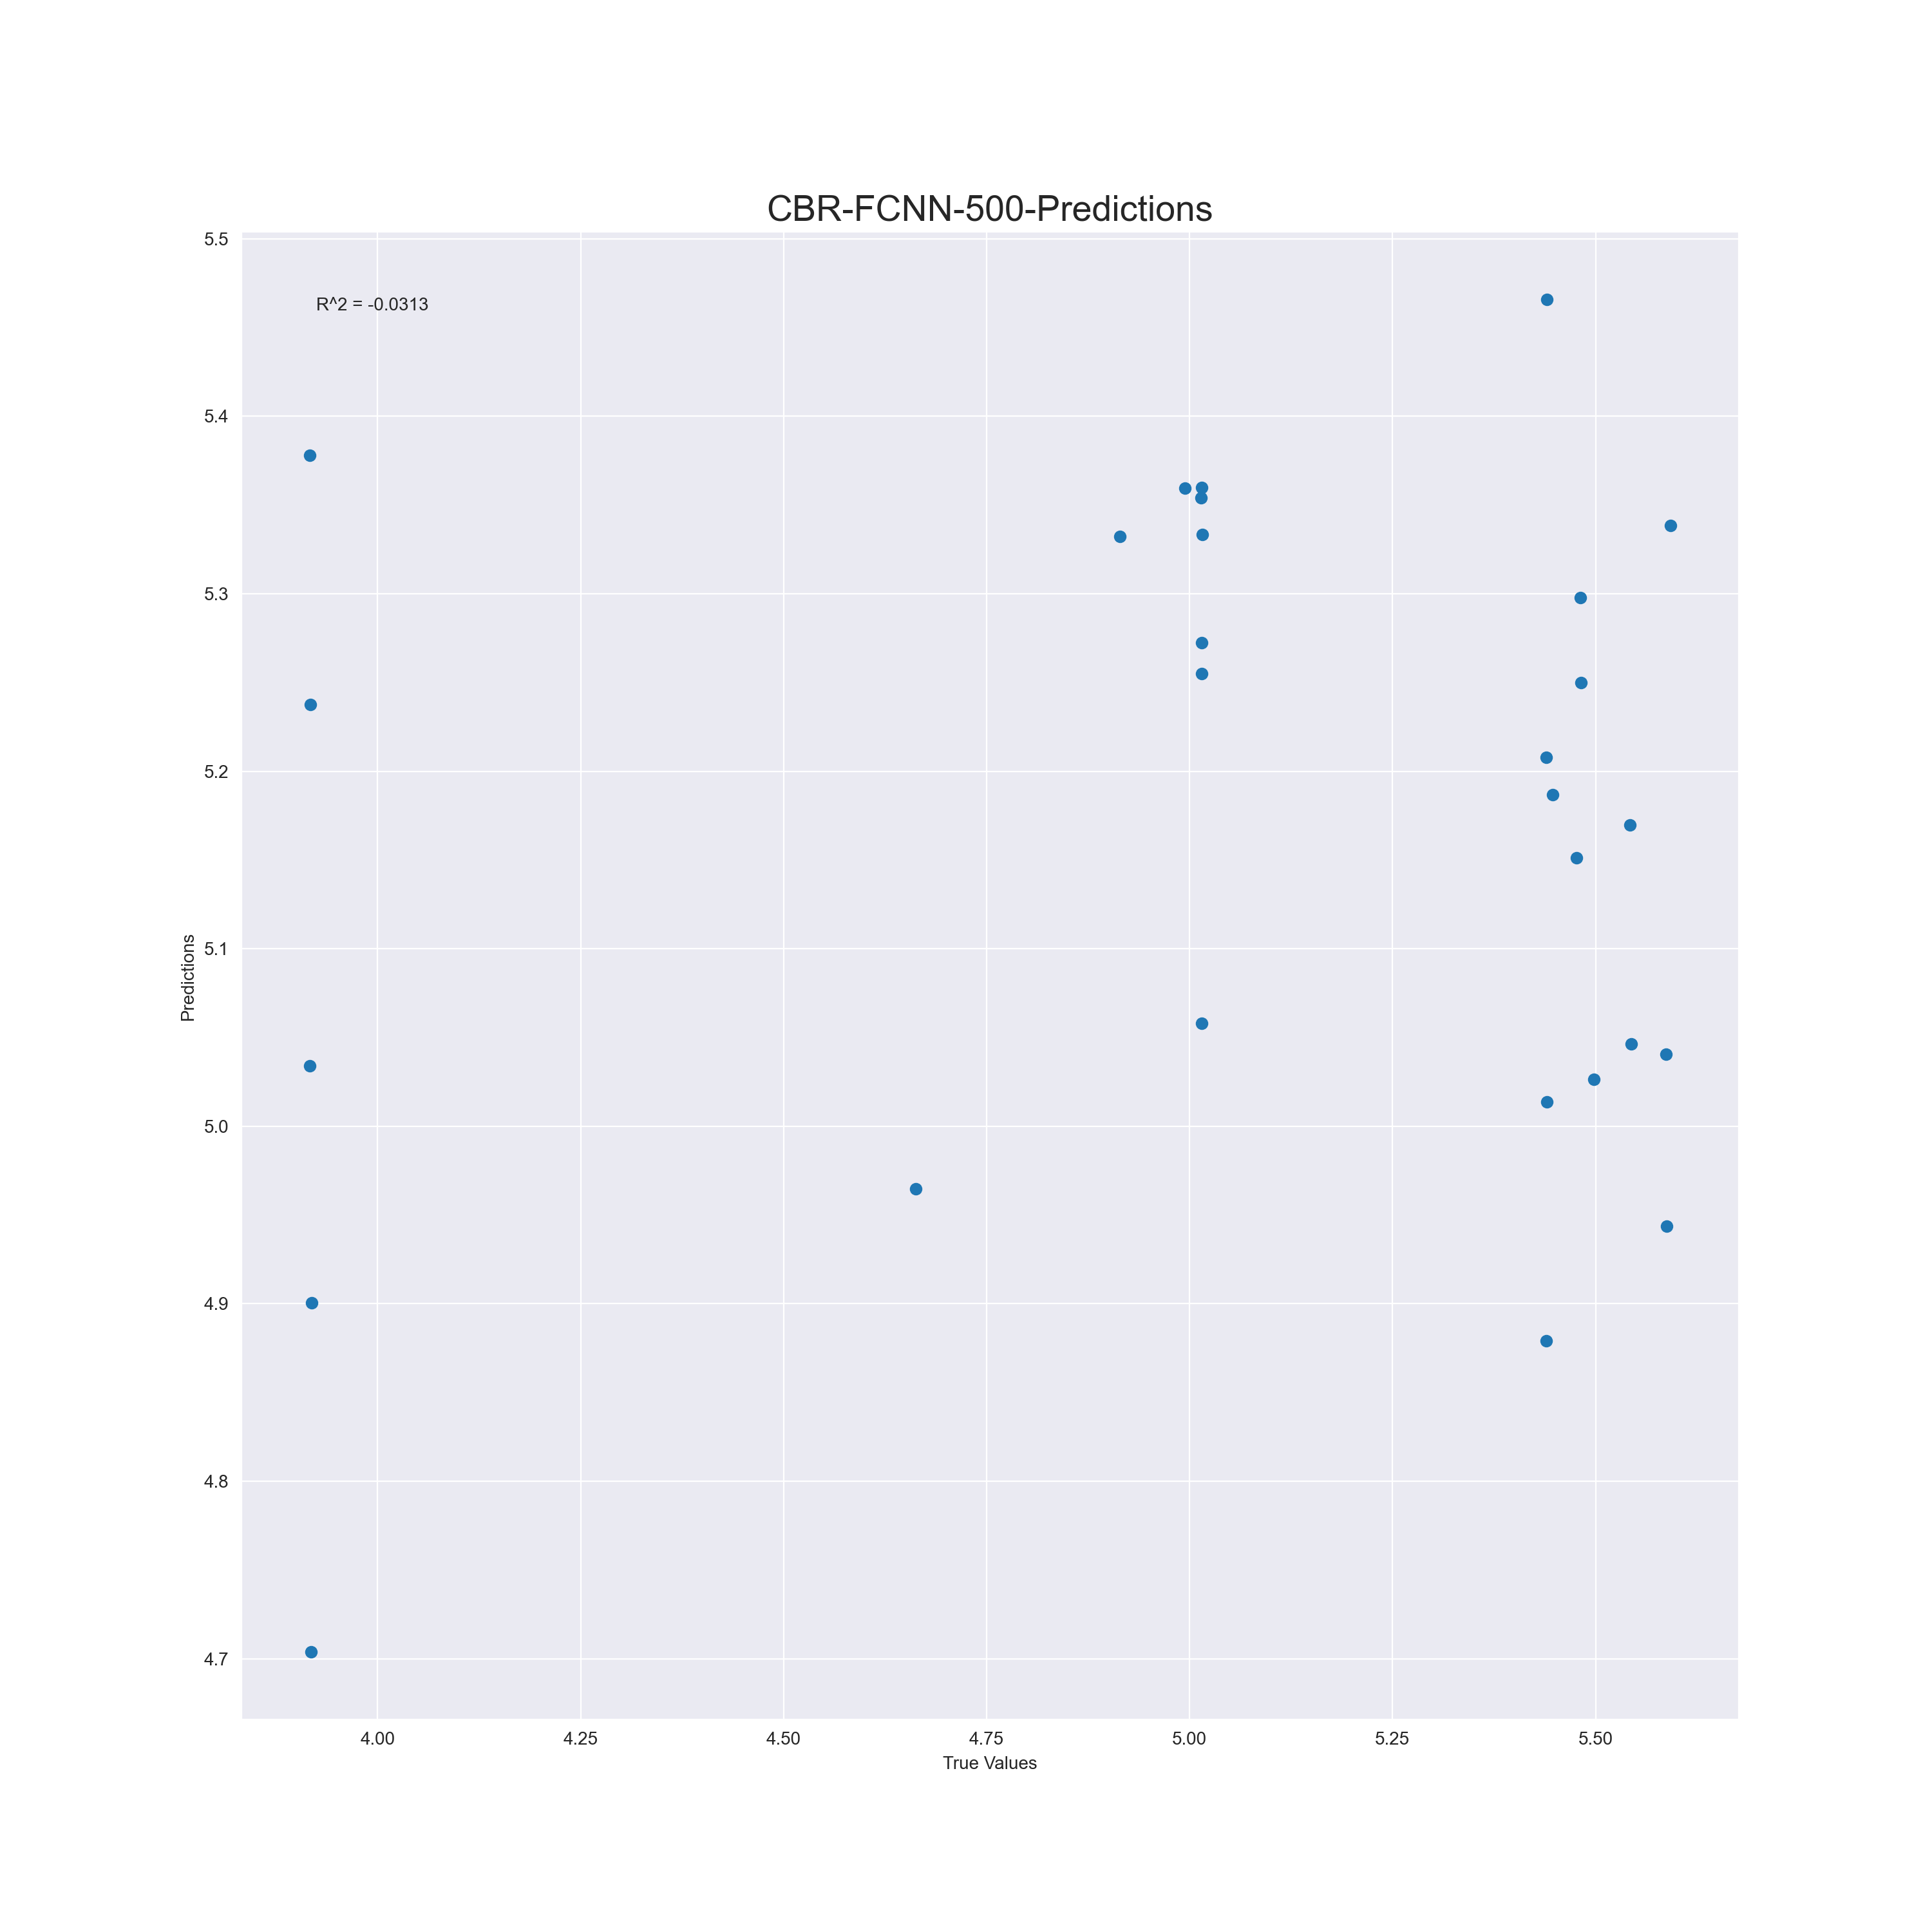 CBR-FCNN-500-Predictions
R^2 = -0.0313
5.5
5.4
5.3
5.2
5.1
5.0
4.9
4.8
4.7
Predictions
4.00 4.25 4.50 4.75 5.00 5.25 5.50
True Values